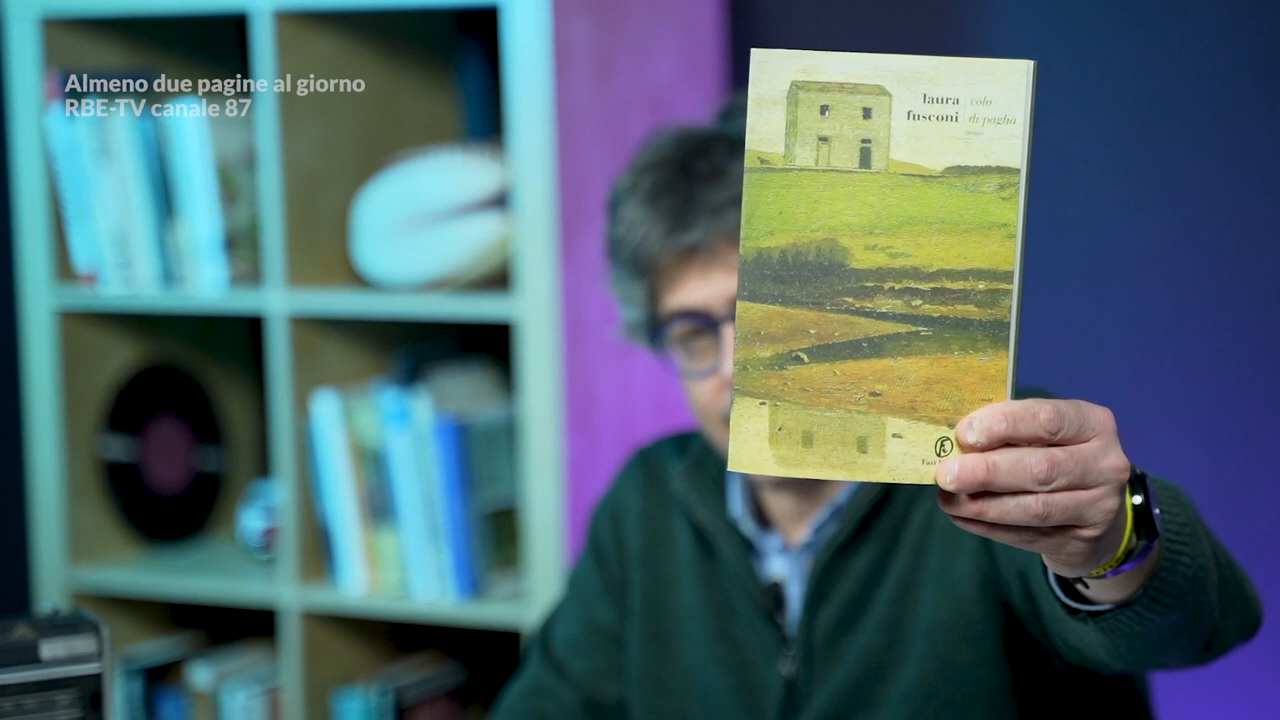 Almeno due pagine al giorno
RBE-TV canale 87
laura volo
fusconi di paglia